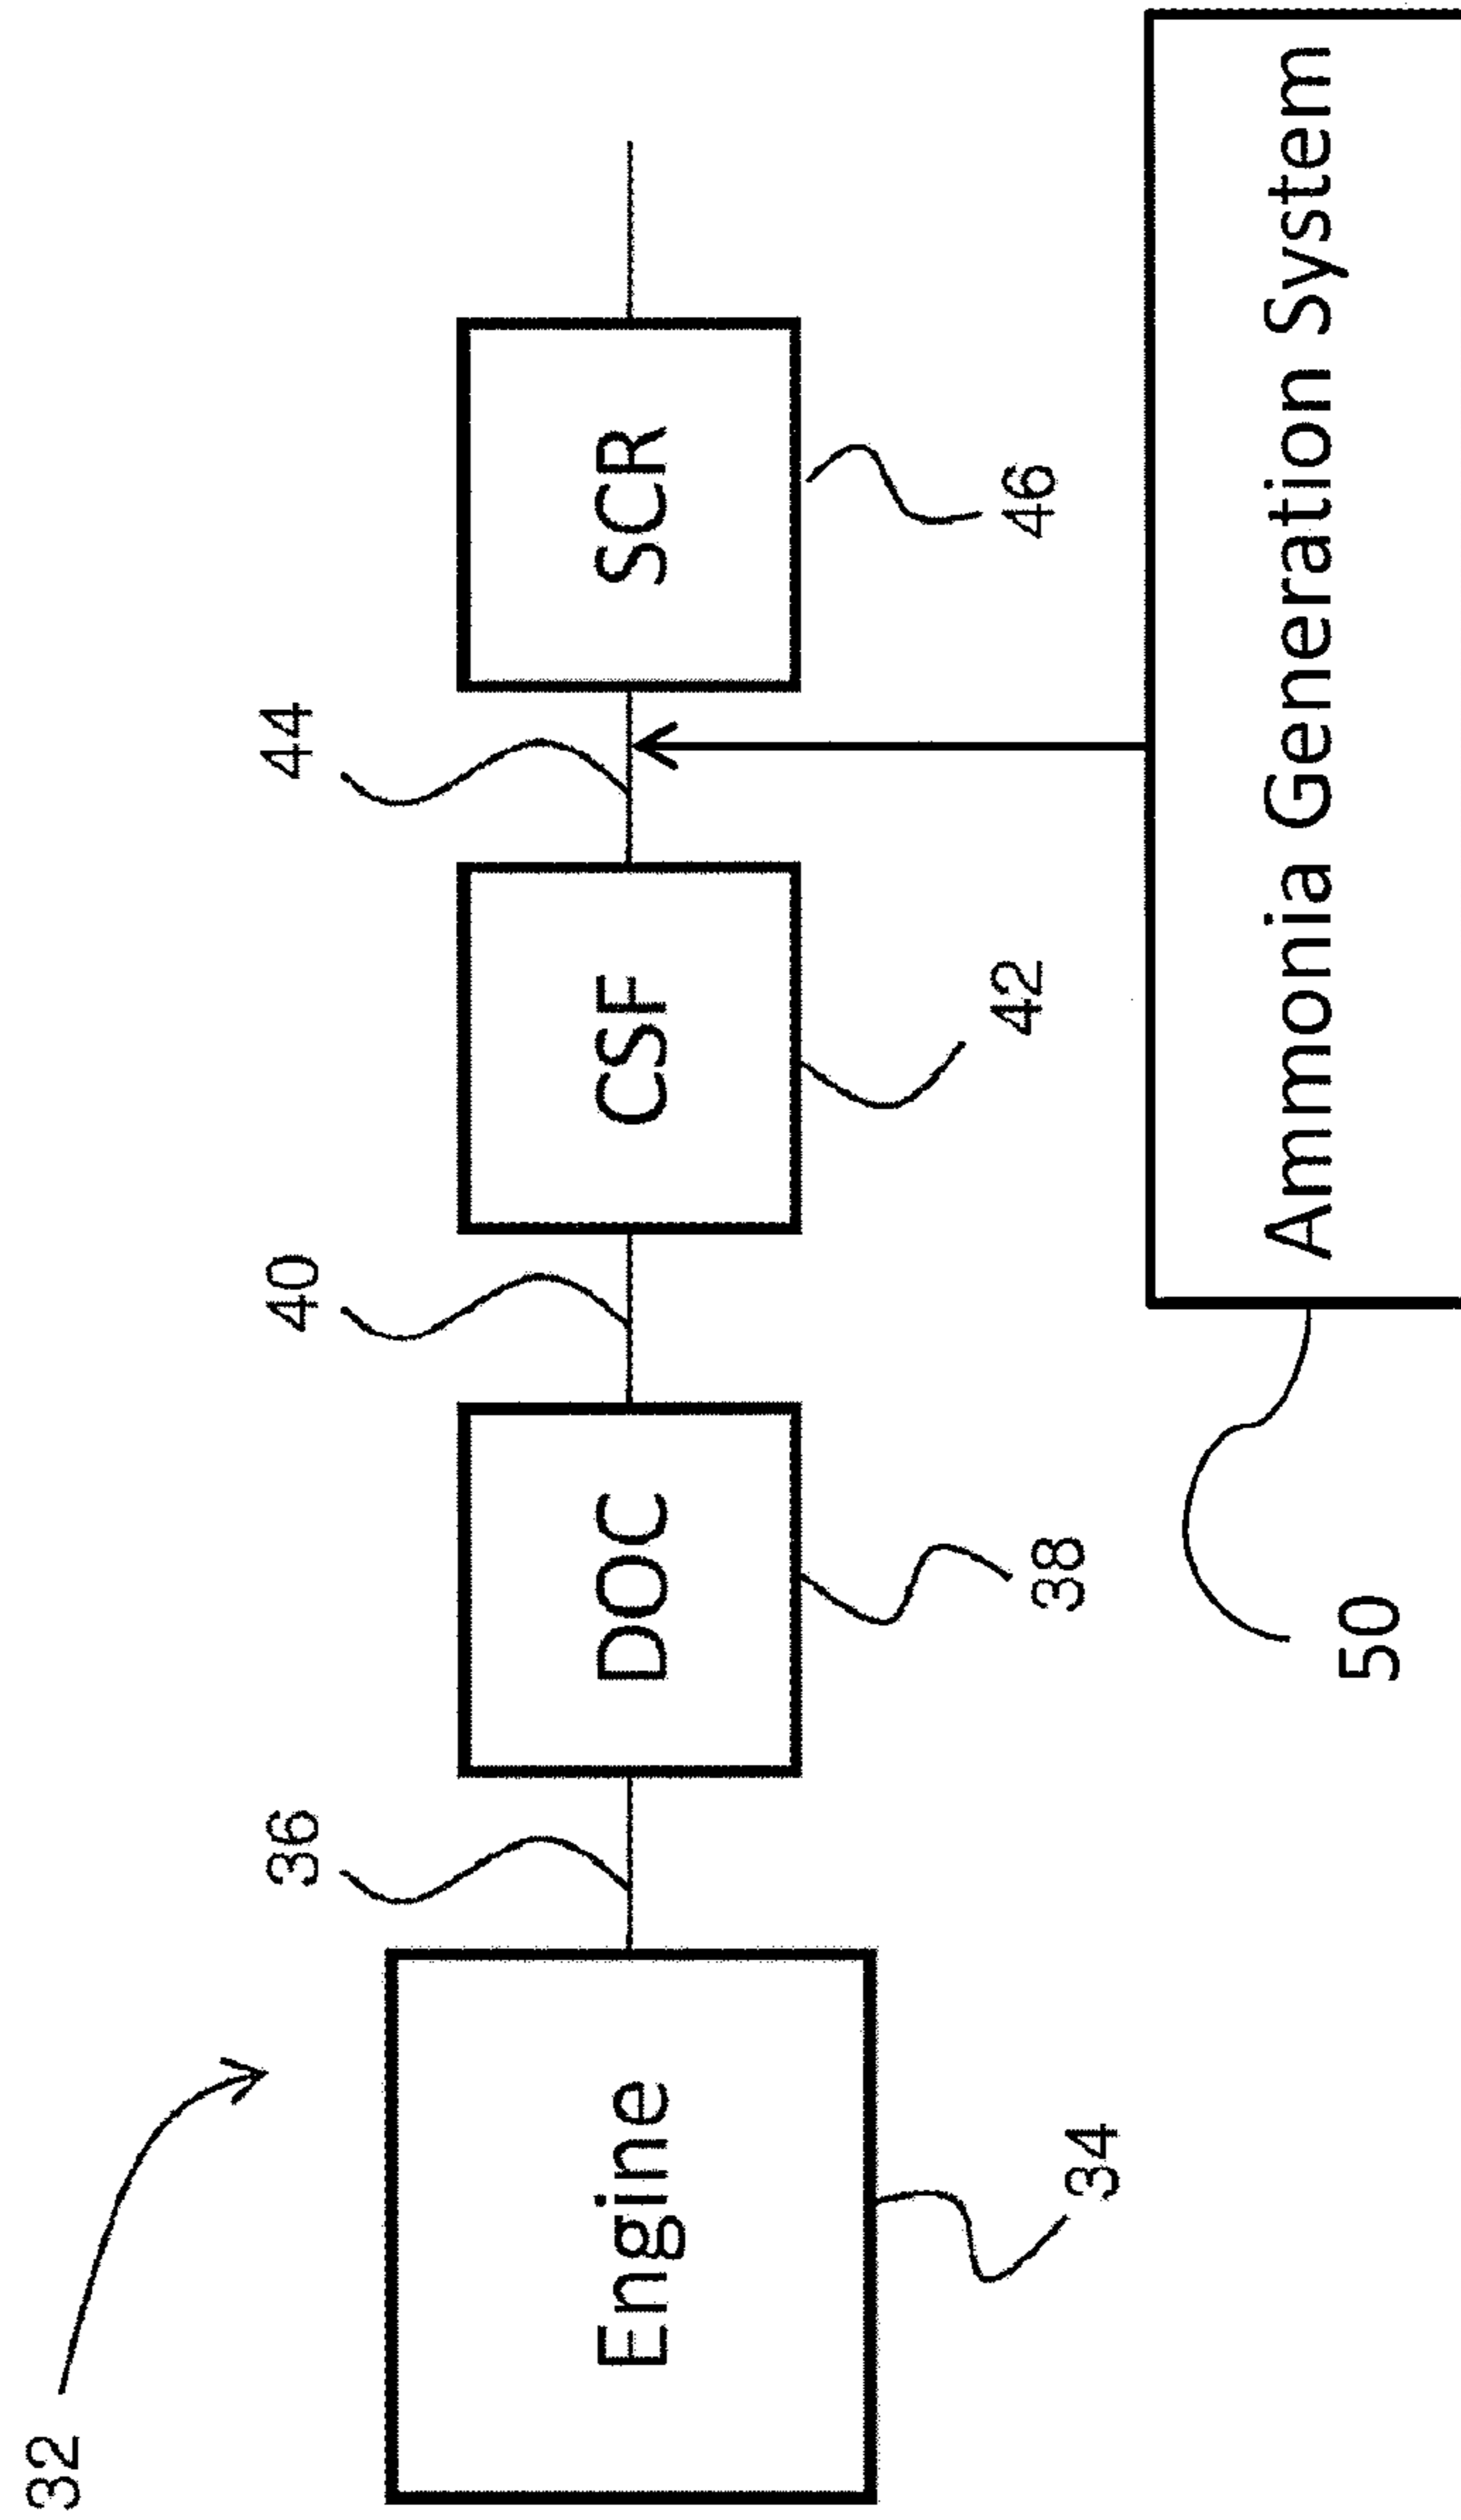 32
36
40
44
Engine
DOC
CSF
SCR
34
38
42
46
50
Ammonia Generation System